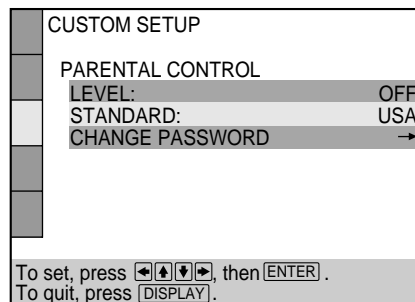 CUSTOM SETUP
PARENTAL CONTROL
LEVEL: OFF
STANDARD: USA
CHANGE PASSWORD →
To set, press ←↑↓→, then ENTER.
To quit, press DISPLAY.